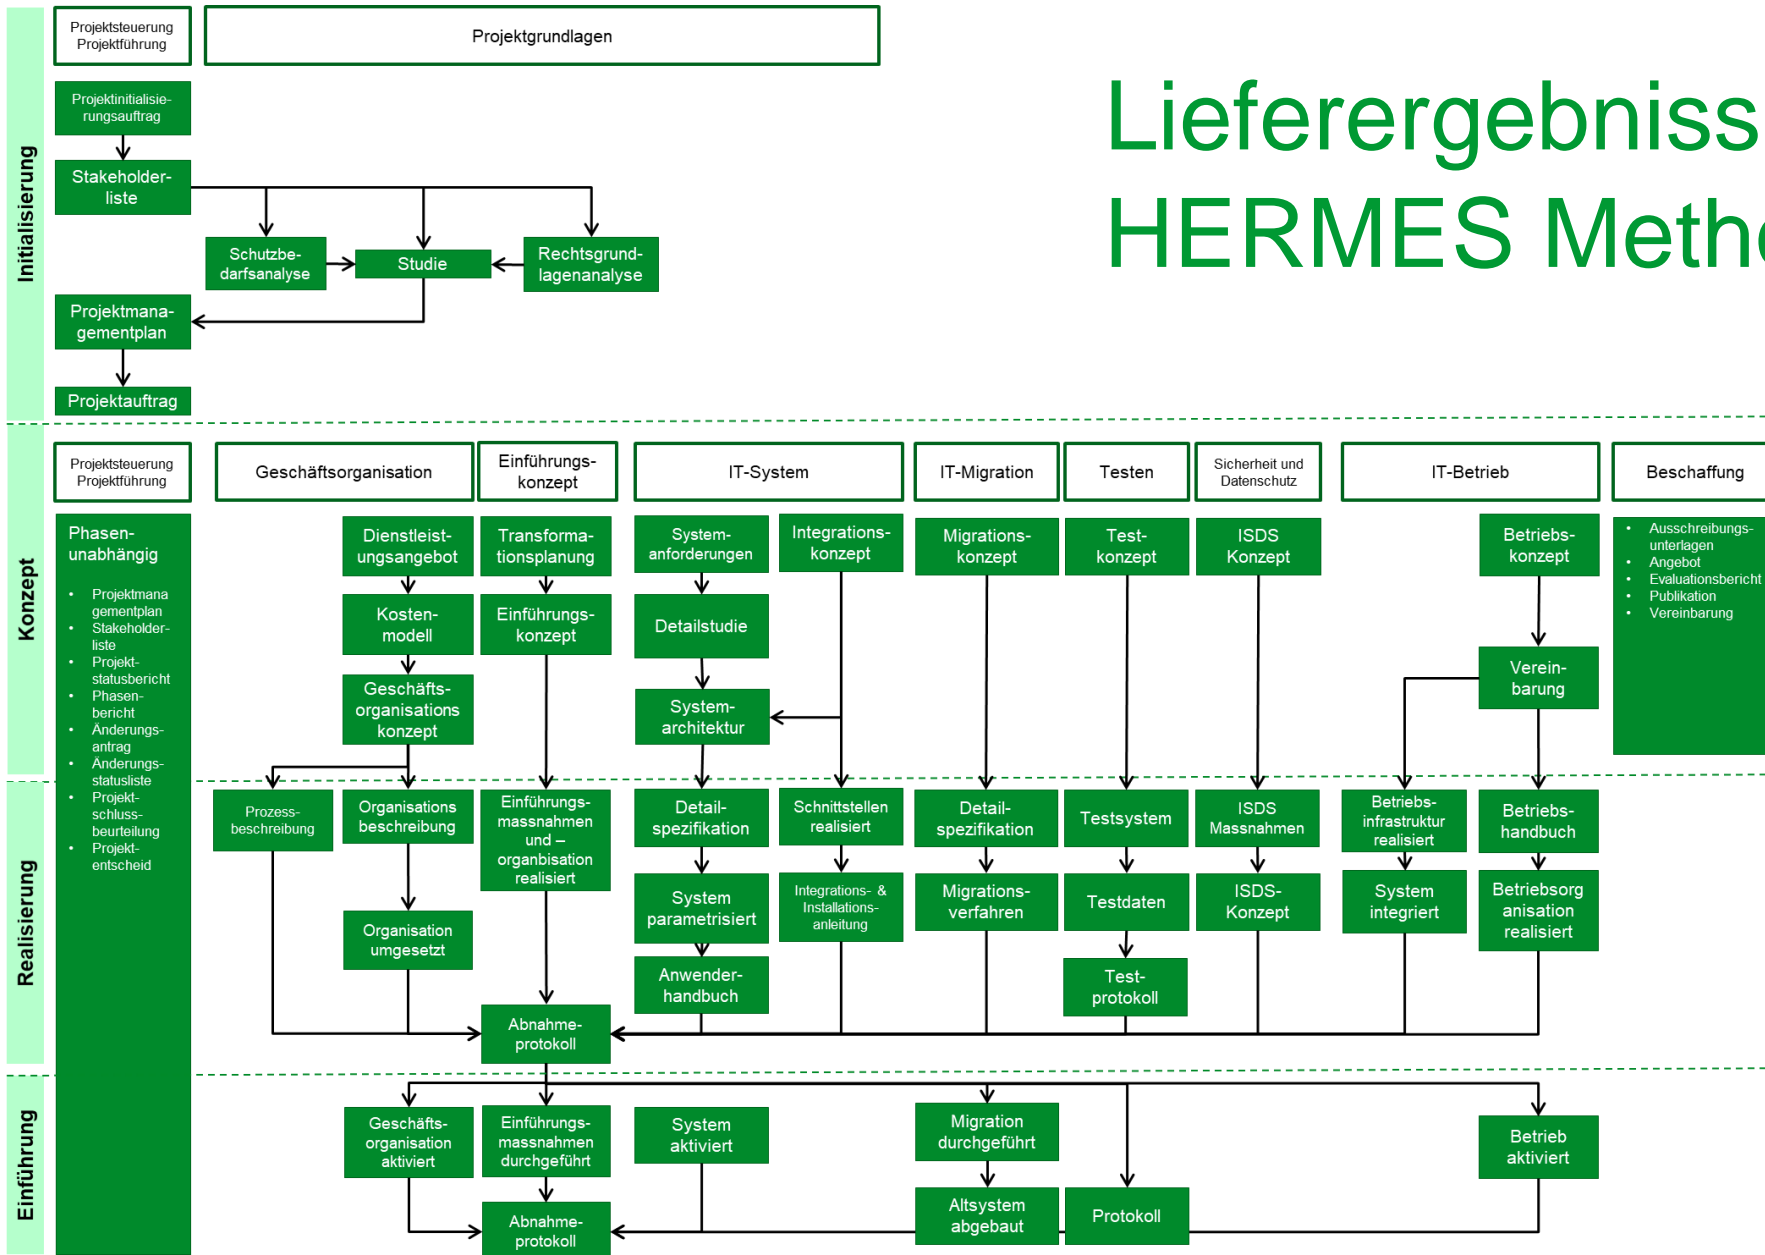 Projektsteuerung
Projektführung
Projektgrundlagen
Lieferergebniss
HERMES Meth
Initialisierung
Projektinitialisie-
rungsauftrag
Stakeholder-
liste
Schutzbe-
darfsanalyse
Studie
Rechtsgrund-
lagenanalyse
Projektmana-
gementplan
Projektauftrag
Konzept
Projektsteuerung
Projektführung
Geschäftsorganisation
Einführungs-
konzept
IT-System
IT-Migration
Testen
Sicherheit und
Datenschutz
IT-Betrieb
Beschaffung
Phasen-
unabhängig
• Projektmana
gementplan
• Stakeholder-
liste
• Projekt-
statusbericht
• Phasen-
bericht
• Änderungs-
antrag
• Änderungs-
statusliste
• Projekt-
schluss-
beurteilung
• Projekt-
entscheid
Dienstleist-
ungsangebot
Transforma-
tionsplanung
System-
anforderungen
Integrations-
konzept
Migrations-
konzept
Test-
konzept
ISDS
Konzept
Betriebs-
konzept
• Ausschreibungs-
unterlagen
• Angebot
• Evaluationsbericht
• Publikation
• Vereinbarung
Kosten-
modell
Einführungs-
konzept
Detailstudie
Verein-
barung
Geschäfts-
organisations
konzept
System-
architektur
Realisierung
Prozess-
beschreibung
Organisations
beschreibung
Einführungs-
massnahmen
und –
organbisation
realisiert
Detail-
spezifikation
Schnittstellen
realisiert
Detail-
spezifikation
Testsystem
ISDS
Massnahmen
Betriebs-
infrastruktur
realisiert
Betriebs-
handbuch
Organisation
umgesetzt
System
parametrisiert
Integrations- &
Installations-
anleitung
Migrations-
verfahren
Testdaten
ISDS-
Konzept
System
integriert
Betriebsorg
anisation
realisiert
Anwender-
handbuch
Test-
protokoll
Abnahme-
protokoll
Einführung
Geschäfts-
organisation
aktiviert
Einführungs-
massnahmen
durchgeführt
System
aktiviert
Migration
durchgeführt
Betrieb
aktiviert
Abnahme-
protokoll
Altsystem
abgebaut
Protokoll